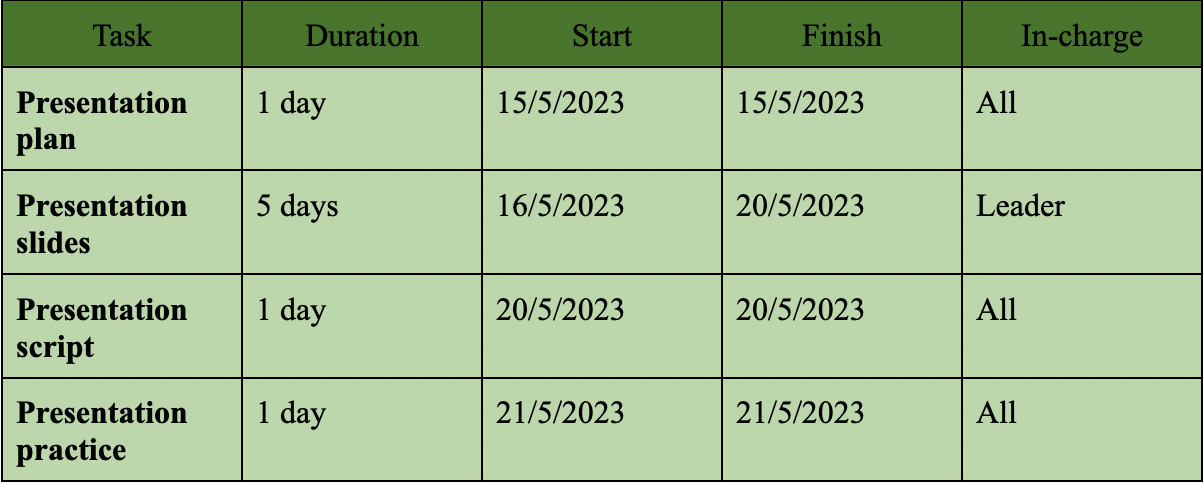 Task Duration Start Finish In-charge
Presentation plan 1 day 15/5/2023 15/5/2023 All
Presentation slides 5 days 16/5/2023 20/5/2023 Leader
Presentation script 1 day 20/5/2023 20/5/2023 All
Presentation practice 1 day 21/5/2023 21/5/2023 All